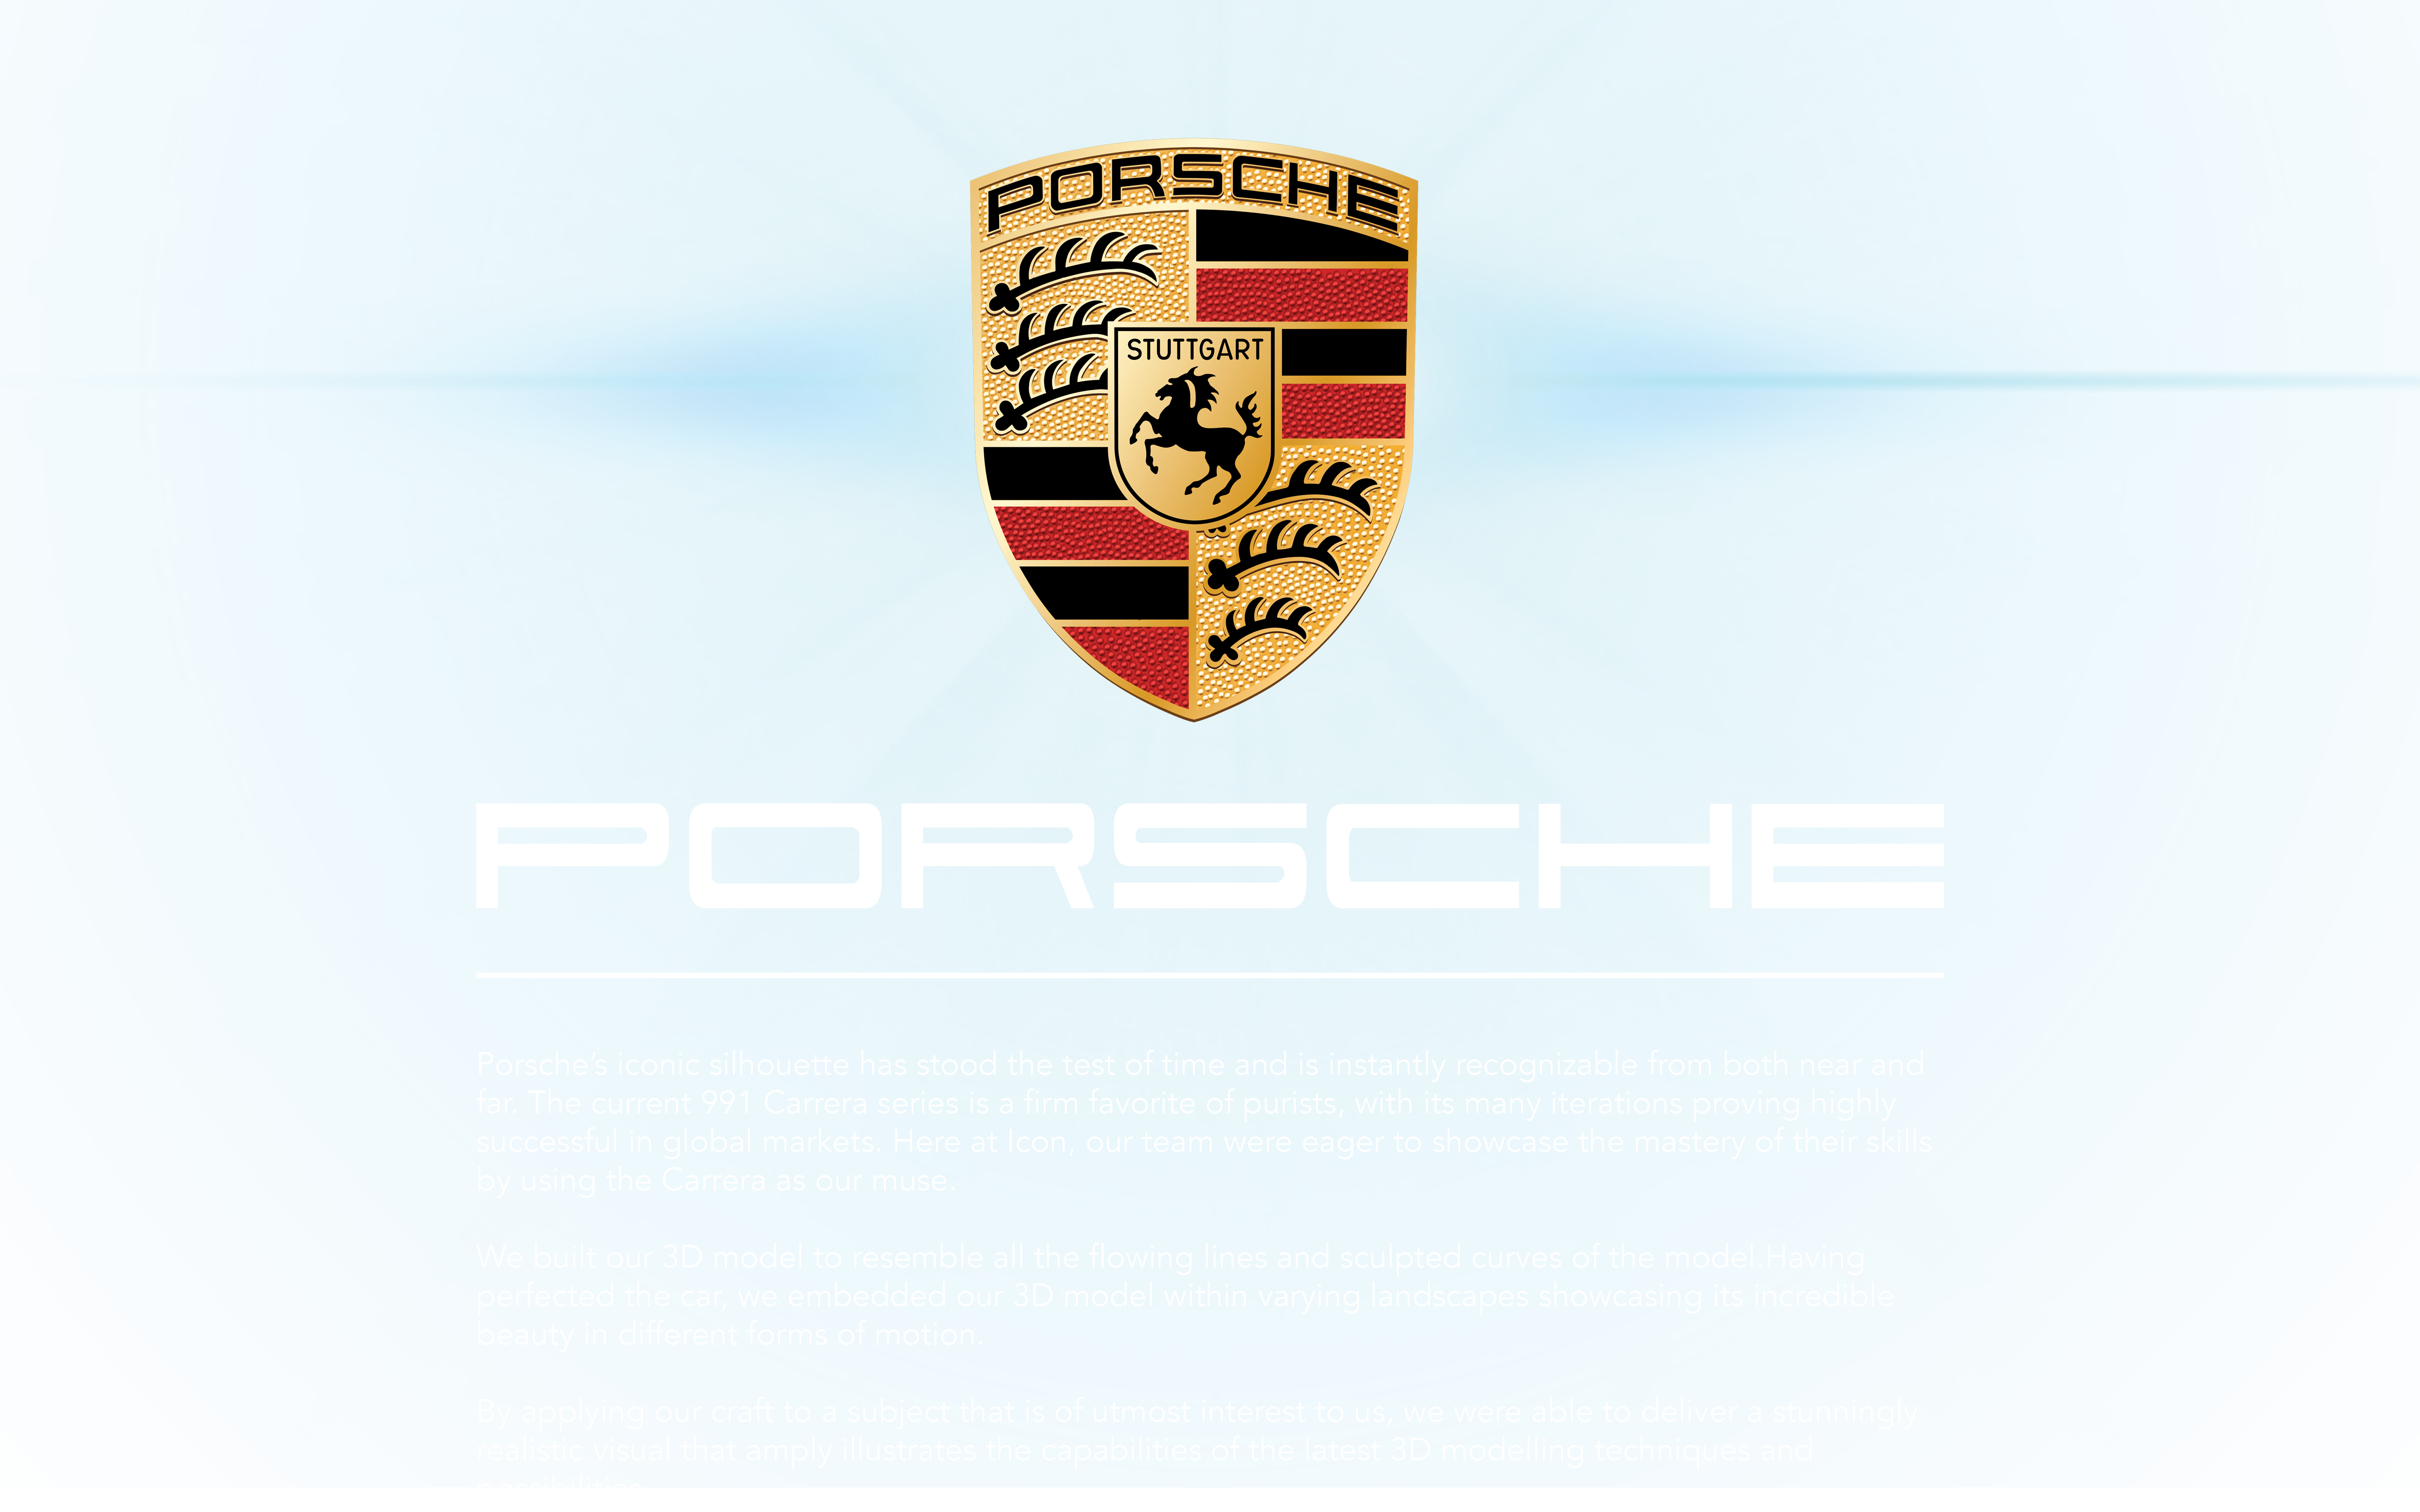 PORSCHE
STUTTGART
PORSCHE
Porsche's iconic silhouette has stood the test of time and is instantly recognizable from both near and
far. The current 991 Carrera series is a firm favorite of purists, with its many iterations proving highly
successful in global markets. Here at Icon, our team were eager to showcase the mastery of their skills
by using the Carrera as our muse.
We built our 3D model to resemble all the flowing lines and sculpted curves of the model.Having
perfected the car, we embedded our 3D model within varying landscapes showcasing its incredible
beauty in different forms of motion.
By applying our craft to a subject that is of utmost interest to us, we were able to deliver a stunningly
realistic visual that amply illustrates the capabilities of the latest 3D modelling techniques and